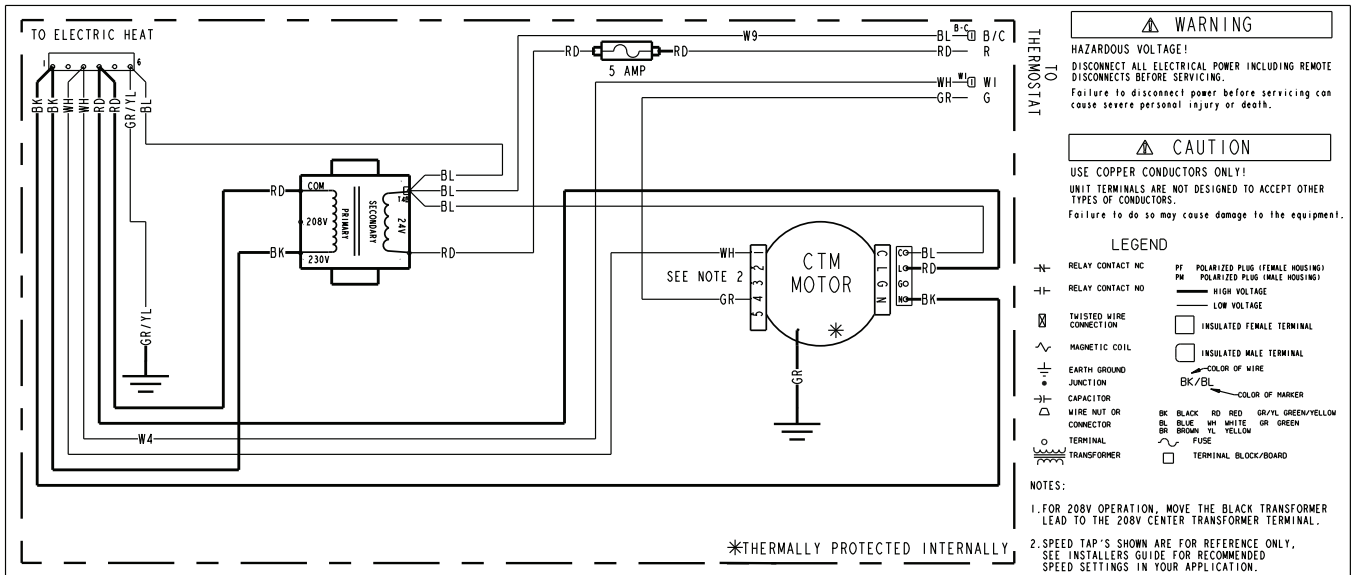 TO ELECTRIC HEAT
1 6
BK BK WH WH RD RD GR/YL BL
GR/YL
W9
RD RD
5 AMP
BL B-C B/C
RD R
WH W1 W1
GR G
TO THERMOSTAT
RD
BK
COM
208V
230V
PRIMARY
SECONDARY
24V
BL
BL
BL
RD
W4
SEE NOTE 2
WH
GR
1 2 3 4 5
CTM
MOTOR
C L G N
C BL
L RD
G
N BK
GR
*THERMALLY PROTECTED INTERNALLY
⚠ WARNING
HAZARDOUS VOLTAGE!
DISCONNECT ALL ELECTRICAL POWER INCLUDING REMOTE
DISCONNECTS BEFORE SERVICING.
Failure to disconnect power before servicing can
cause severe personal injury or death.
⚠ CAUTION
USE COPPER CONDUCTORS ONLY!
UNIT TERMINALS ARE NOT DESIGNED TO ACCEPT OTHER
TYPES OF CONDUCTORS.
Failure to do so may cause damage to the equipment.
LEGEND
RELAY CONTACT NC
RELAY CONTACT NO
TWISTED WIRE
CONNECTION
MAGNETIC COIL
EARTH GROUND
JUNCTION
CAPACITOR
WIRE NUT OR
CONNECTOR
TERMINAL
TRANSFORMER
PF POLARIZED PLUG (FEMALE HOUSING)
PM POLARIZED PLUG (MALE HOUSING)
HIGH VOLTAGE
LOW VOLTAGE
INSULATED FEMALE TERMINAL
INSULATED MALE TERMINAL
COLOR OF WIRE
BK/BL
COLOR OF MARKER
BK BLACK RD RED GR/YL GREEN/YELLOW
BL BLUE WH WHITE GR GREEN
BR BROWN YL YELLOW
FUSE
TERMINAL BLOCK/BOARD
NOTES:
1. FOR 208V OPERATION, MOVE THE BLACK TRANSFORMER
LEAD TO THE 208V CENTER TRANSFORMER TERMINAL.
2. SPEED TAP'S SHOWN ARE FOR REFERENCE ONLY,
SEE INSTALLERS GUIDE FOR RECOMMENDED
SPEED SETTINGS IN YOUR APPLICATION.